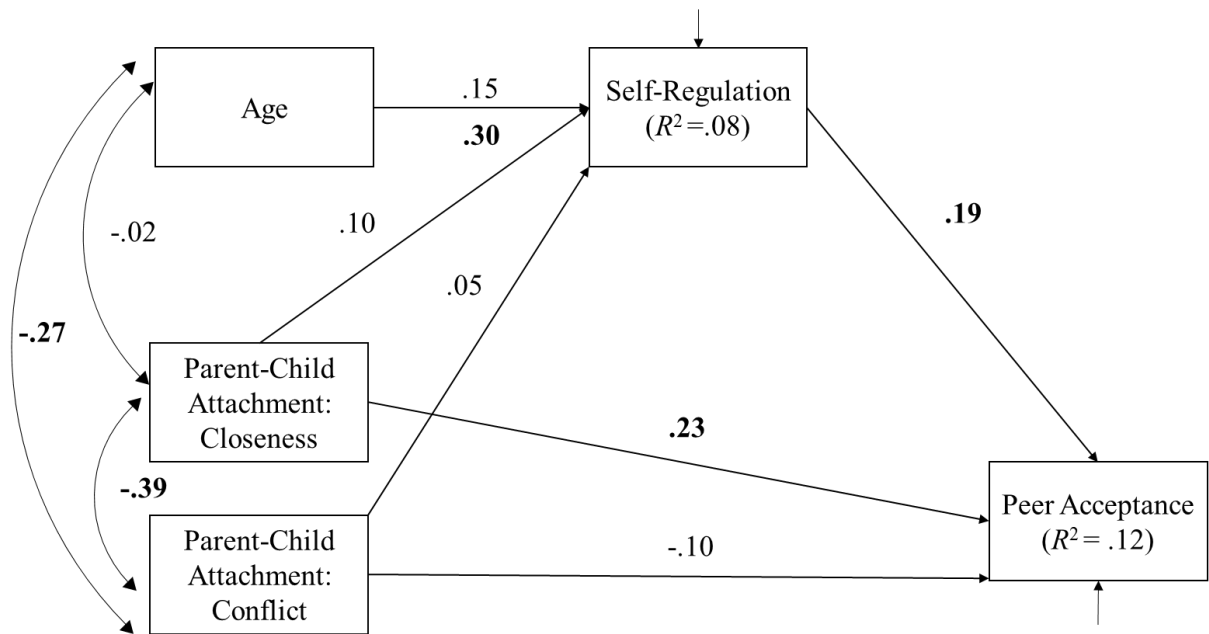 Age
.15
.30
Self-Regulation
(R² =.08)
-.02
.10
.19
.05
-.27
Parent-Child
Attachment:
Closeness
.23
-.39
Parent-Child
Attachment:
Conflict
-.10
Peer Acceptance
(R² = .12)